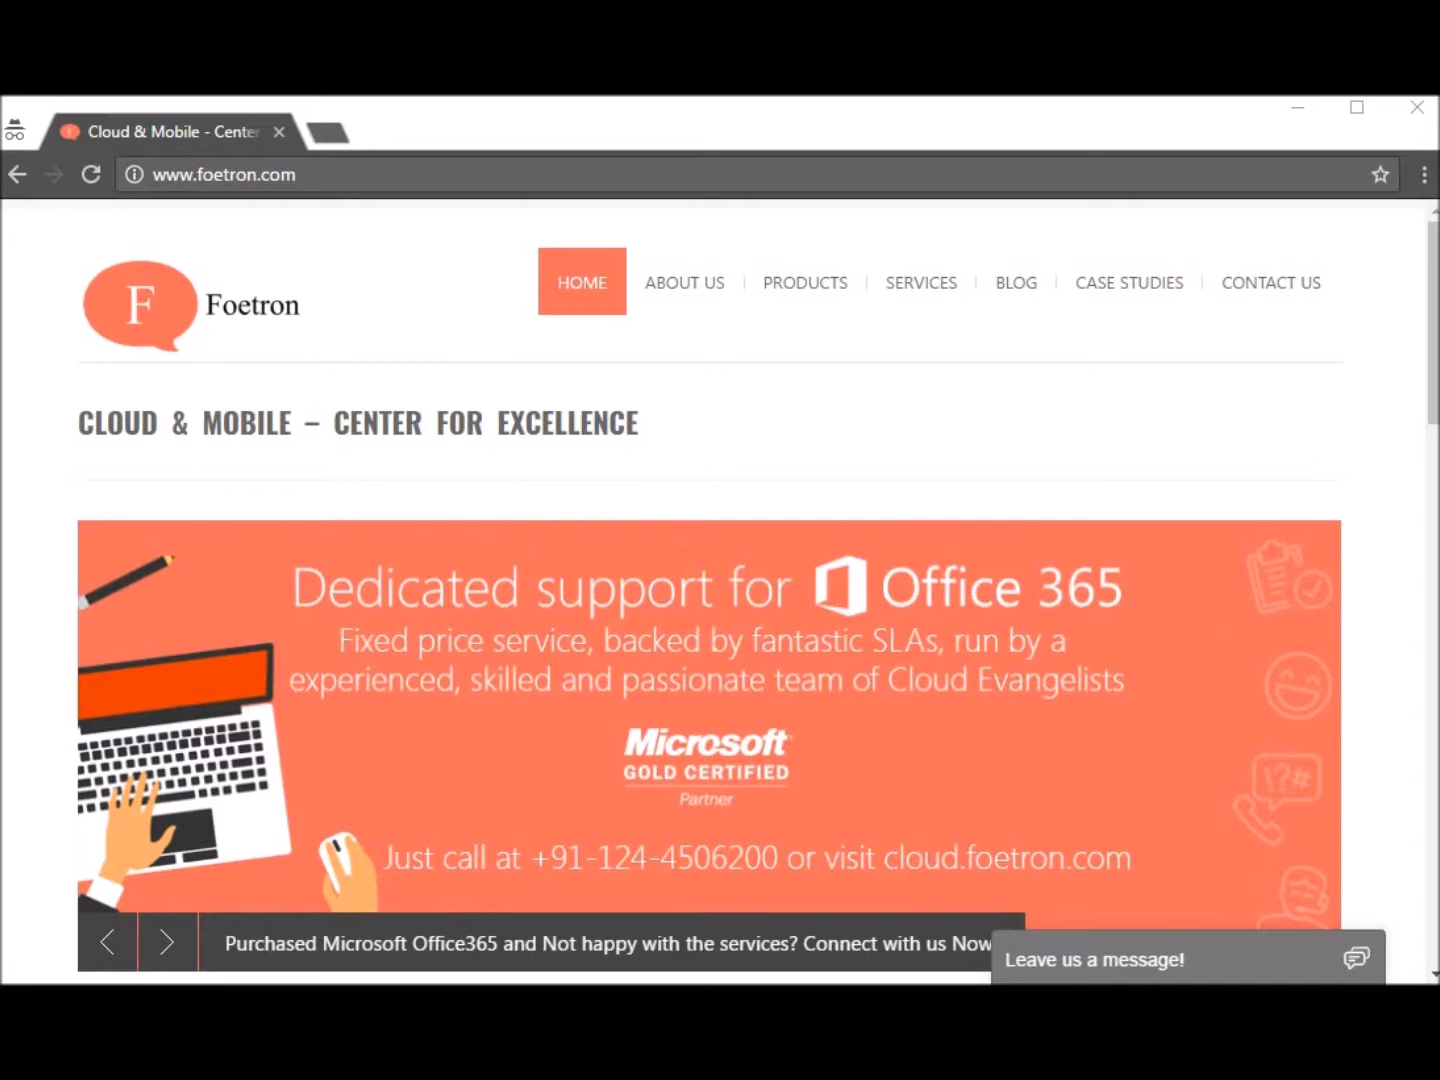 Cloud & Mobile - Center
www.foetron.com
F Foetron
HOME ABOUT US PRODUCTS SERVICES BLOG CASE STUDIES CONTACT US
CLOUD & MOBILE – CENTER FOR EXCELLENCE
Dedicated support for Office 365
Fixed price service, backed by fantastic SLAs, run by a
experienced, skilled and passionate team of Cloud Evangelists
Microsoft
GOLD CERTIFIED
Partner
!?#
Just call at +91-124-4506200 or visit cloud.foetron.com
Purchased Microsoft Office365 and Not happy with the services? Connect with us Now
Leave us a message!